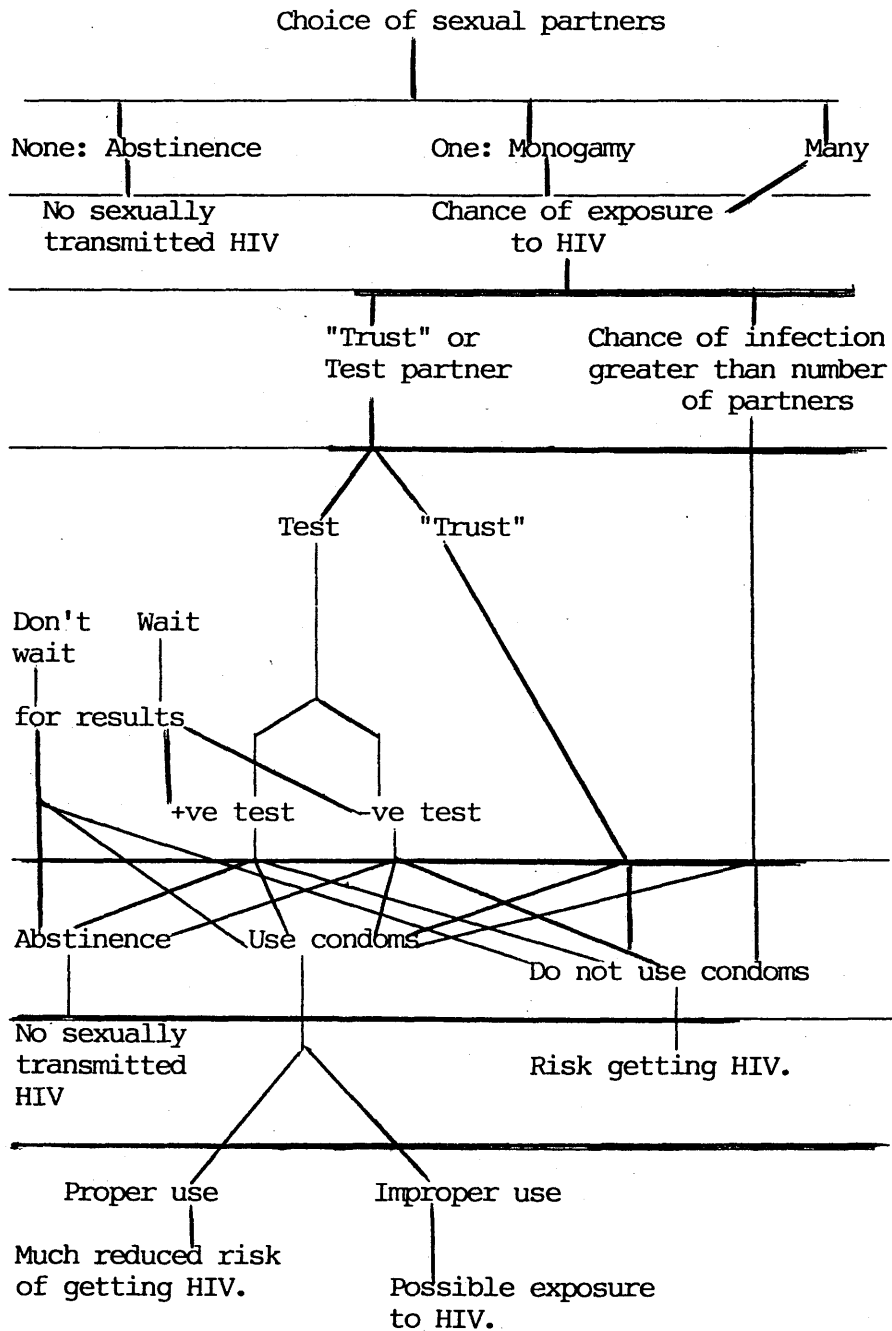 Choice of sexual partners
None: Abstinence One: Monogamy Many
No sexually Chance of exposure
transmitted HIV to HIV
"Trust" or Chance of infection
Test partner greater than number
of partners
Test "Trust"
Don't Wait
wait
for results
+ve test -ve test
Abstinence Use condoms
Do not use condoms
No sexually
transmitted
HIV
Risk getting HIV.
Proper use Improper use
Much reduced risk
of getting HIV.
Possible exposure
to HIV.